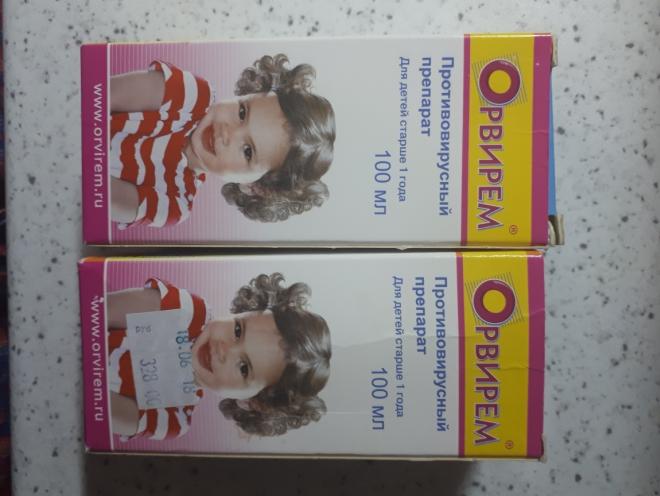 ОРВИРЕМ®
Противовирусный
препарат
Для детей старше 1 года
100 мл
www.orvirem.ru
ОРВИРЕМ®
Противовирусный
препарат
Для детей старше 1 года
100 мл
18.06 18
328 00
www.orvirem.ru